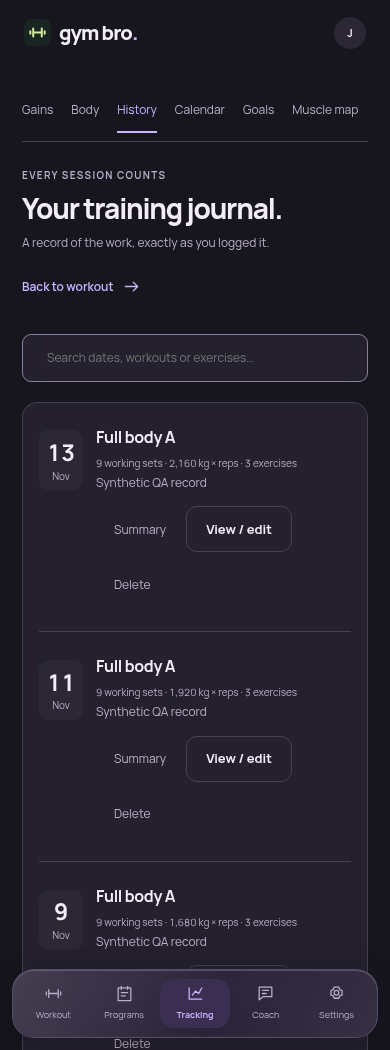 gym bro.
J
Gains Body History Calendar Goals Muscle map
EVERY SESSION COUNTS
Your training journal.
A record of the work, exactly as you logged it.
Back to workout →
Search dates, workouts or exercises...
13
Nov
Full body A
9 working sets · 2,160 kg × reps · 3 exercises
Synthetic QA record
Summary View / edit
Delete
11
Nov
Full body A
9 working sets · 1,920 kg × reps · 3 exercises
Synthetic QA record
Summary View / edit
Delete
9
Nov
Full body A
9 working sets · 1,680 kg × reps · 3 exercises
Synthetic QA record
Workout Programs Tracking Coach Settings
Delete